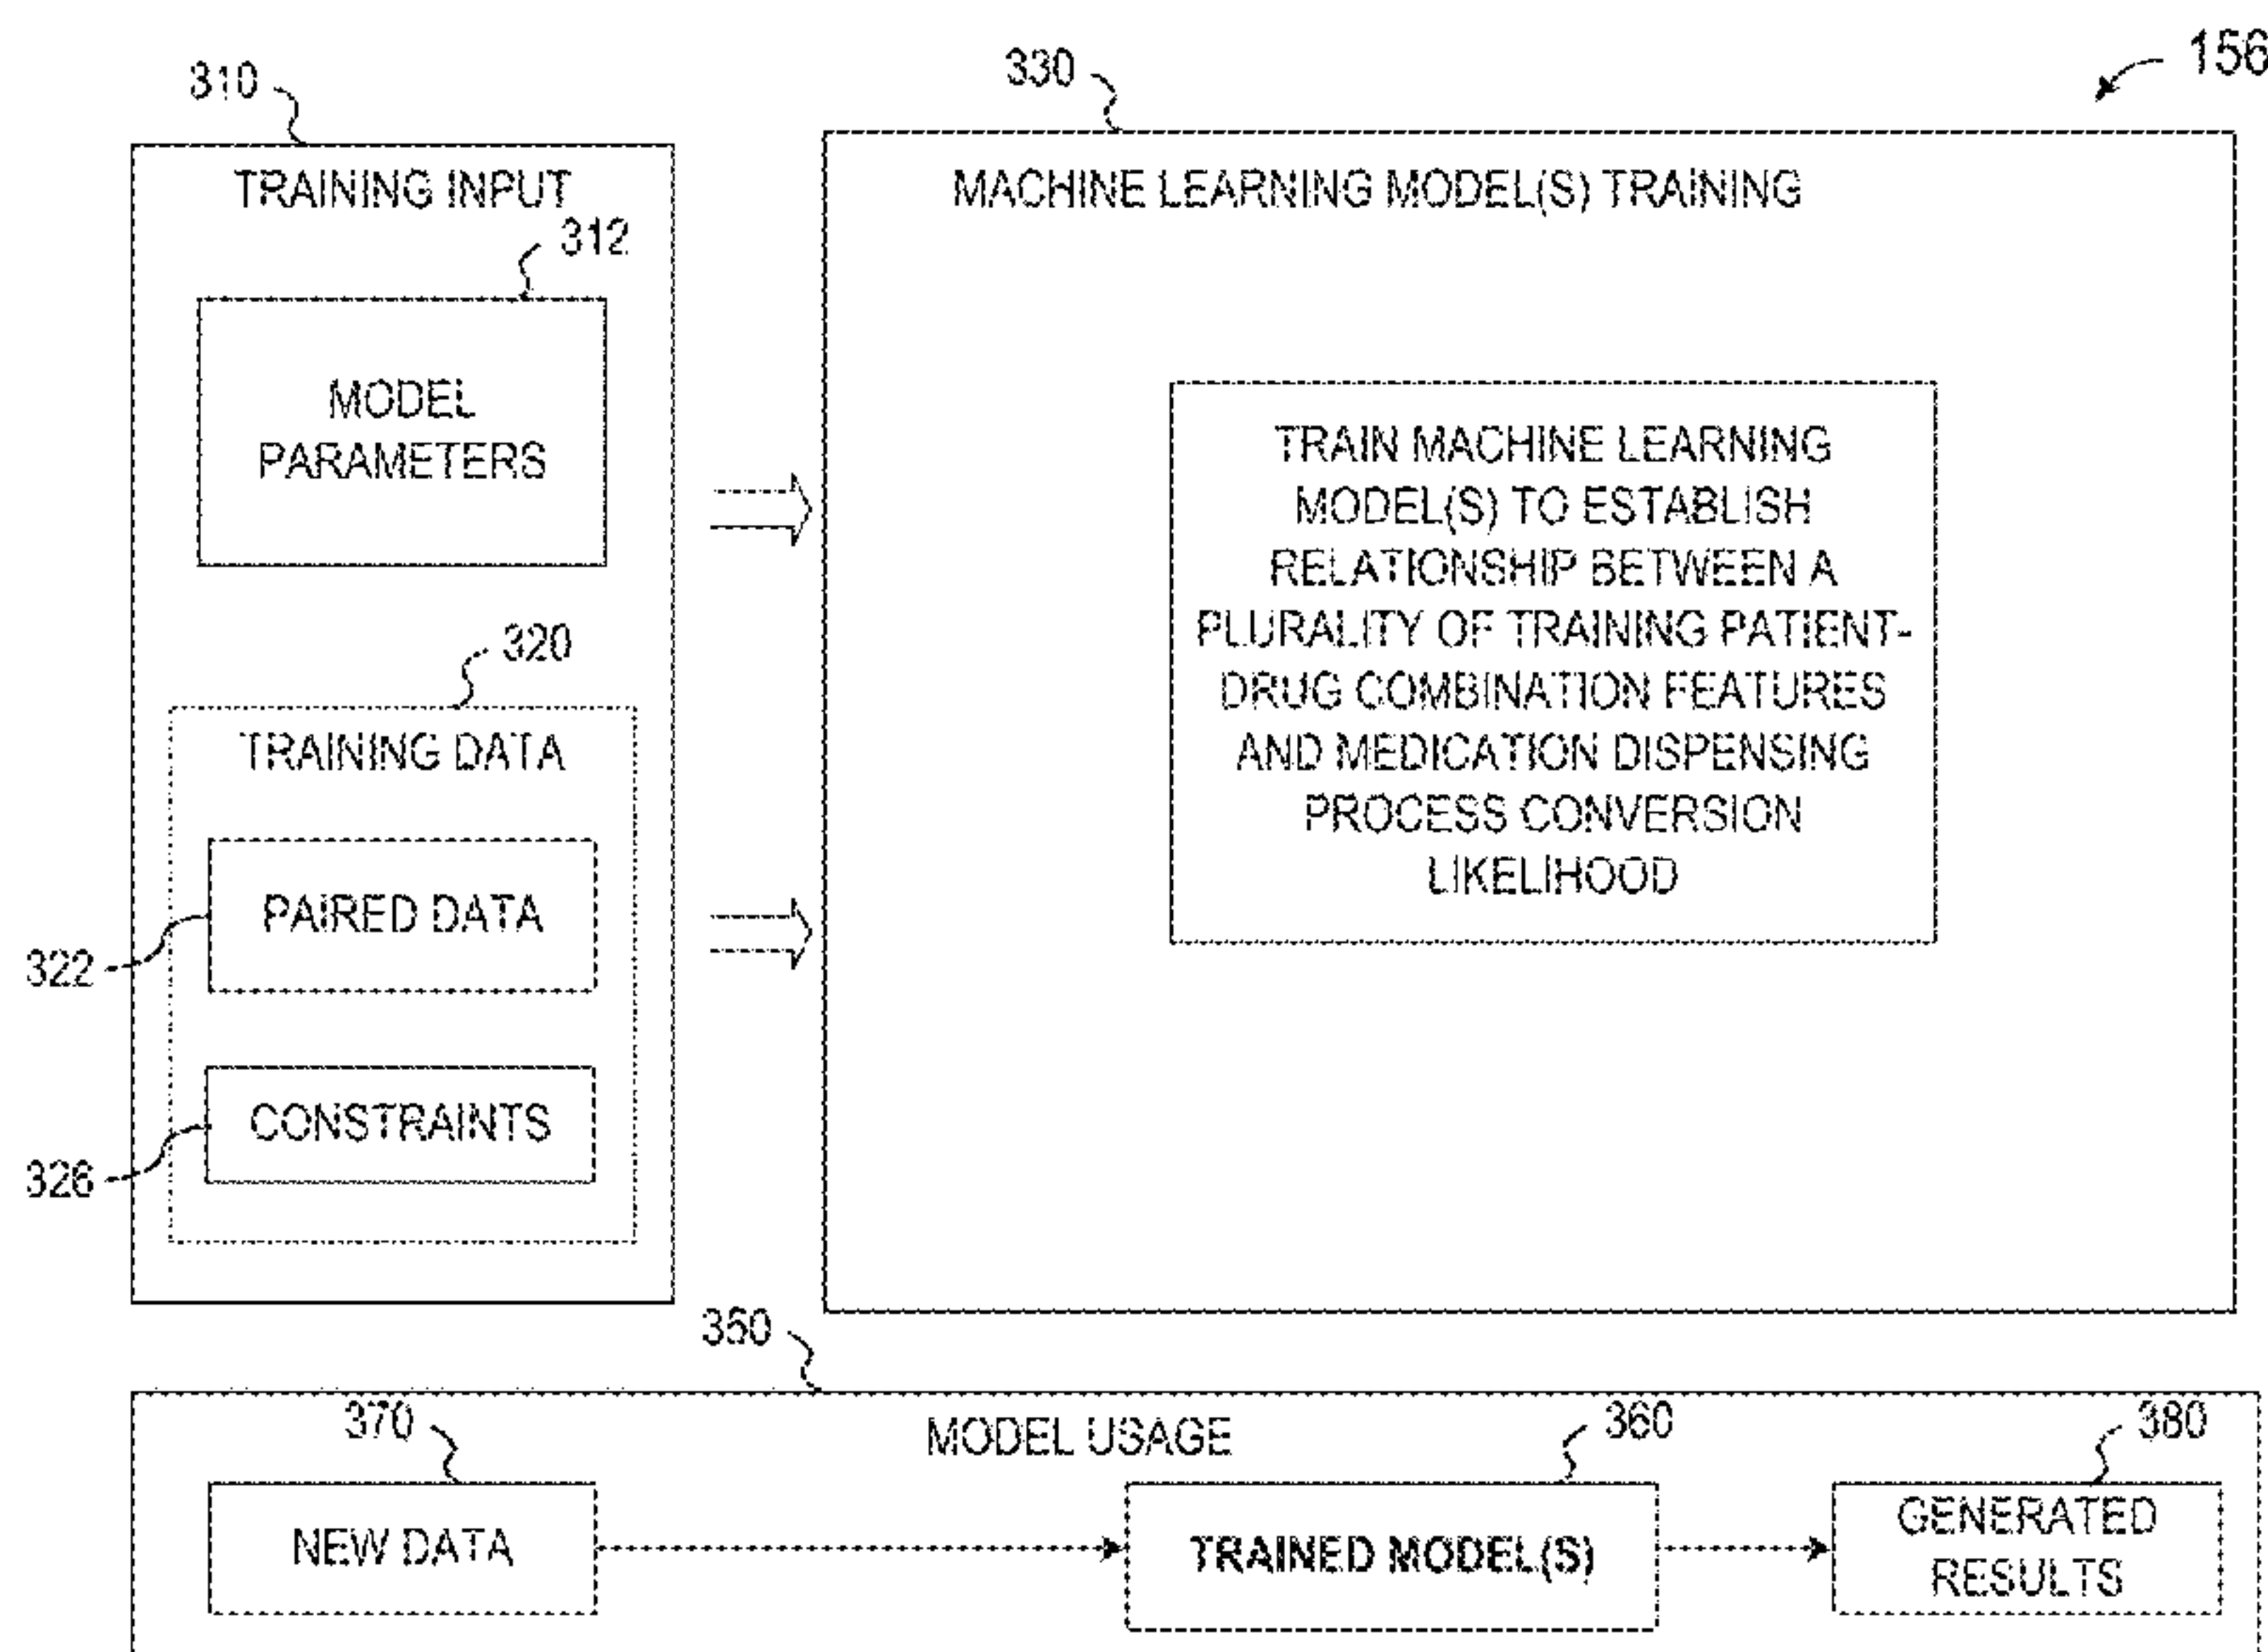 156
310
330
TRAINING INPUT
312
MODEL
PARAMETERS
320
TRAINING DATA
PAIRED DATA
322
CONSTRAINTS
326
MACHINE LEARNING MODEL(S) TRAINING
TRAIN MACHINE LEARNING
MODEL(S) TO ESTABLISH
RELATIONSHIP BETWEEN A
PLURALITY OF TRAINING PATIENT-
DRUG COMBINATION FEATURES
AND MEDICATION DISPENSING
PROCESS CONVERSION
LIKELIHOOD
350
MODEL USAGE
370
NEW DATA
360
TRAINED MODEL(S)
380
GENERATED
RESULTS